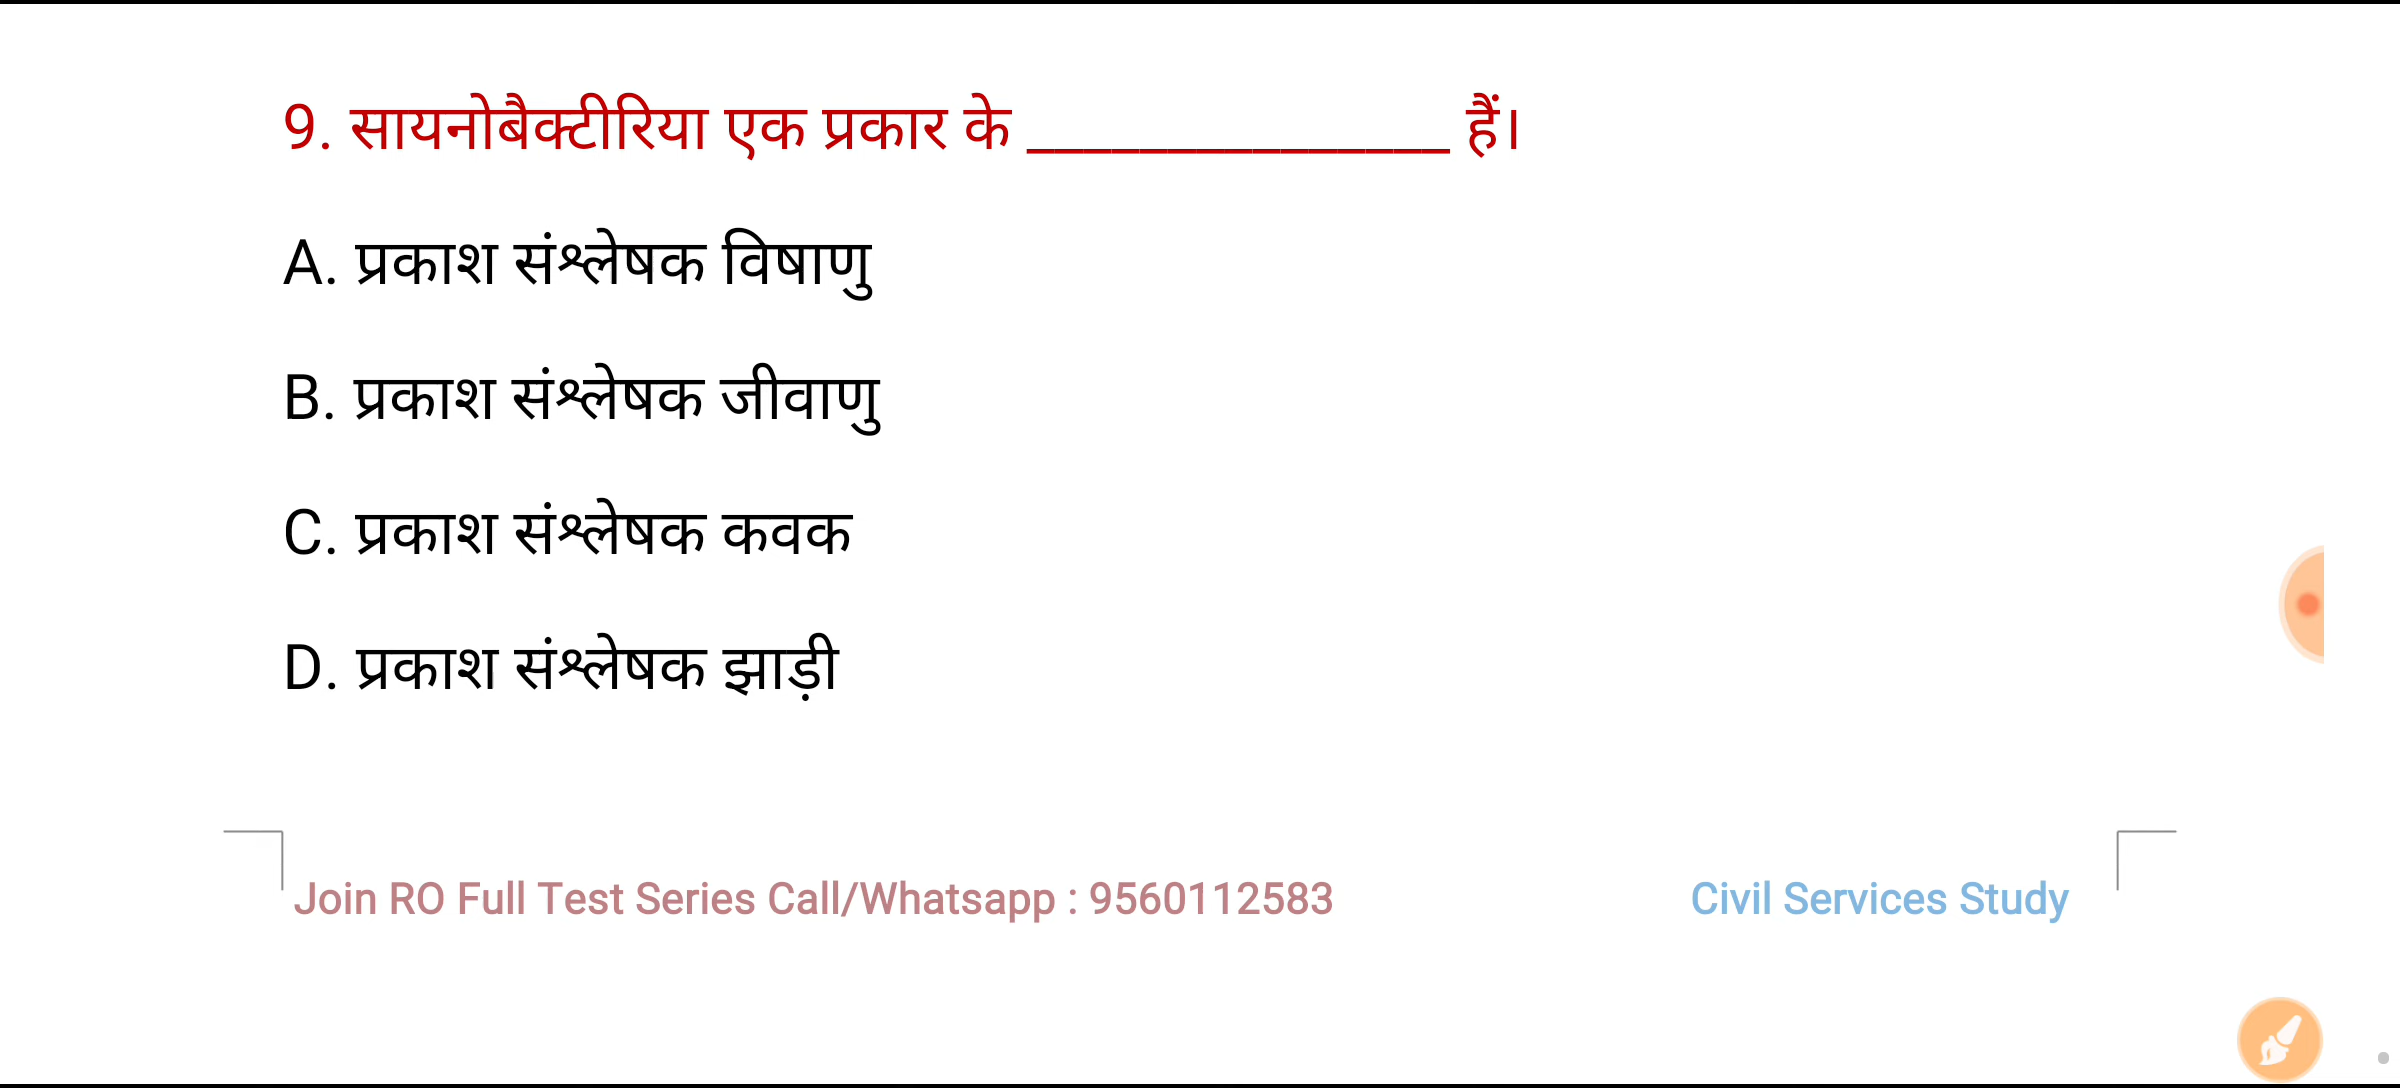 9. सायनोबैक्टीरिया एक प्रकार के _______________ हैं।
A. प्रकाश संश्लेषक विषाणु
B. प्रकाश संश्लेषक जीवाणु
C. प्रकाश संश्लेषक कवक
D. प्रकाश संश्लेषक झाड़ी
Join RO Full Test Series Call/Whatsapp : 9560112583 Civil Services Study